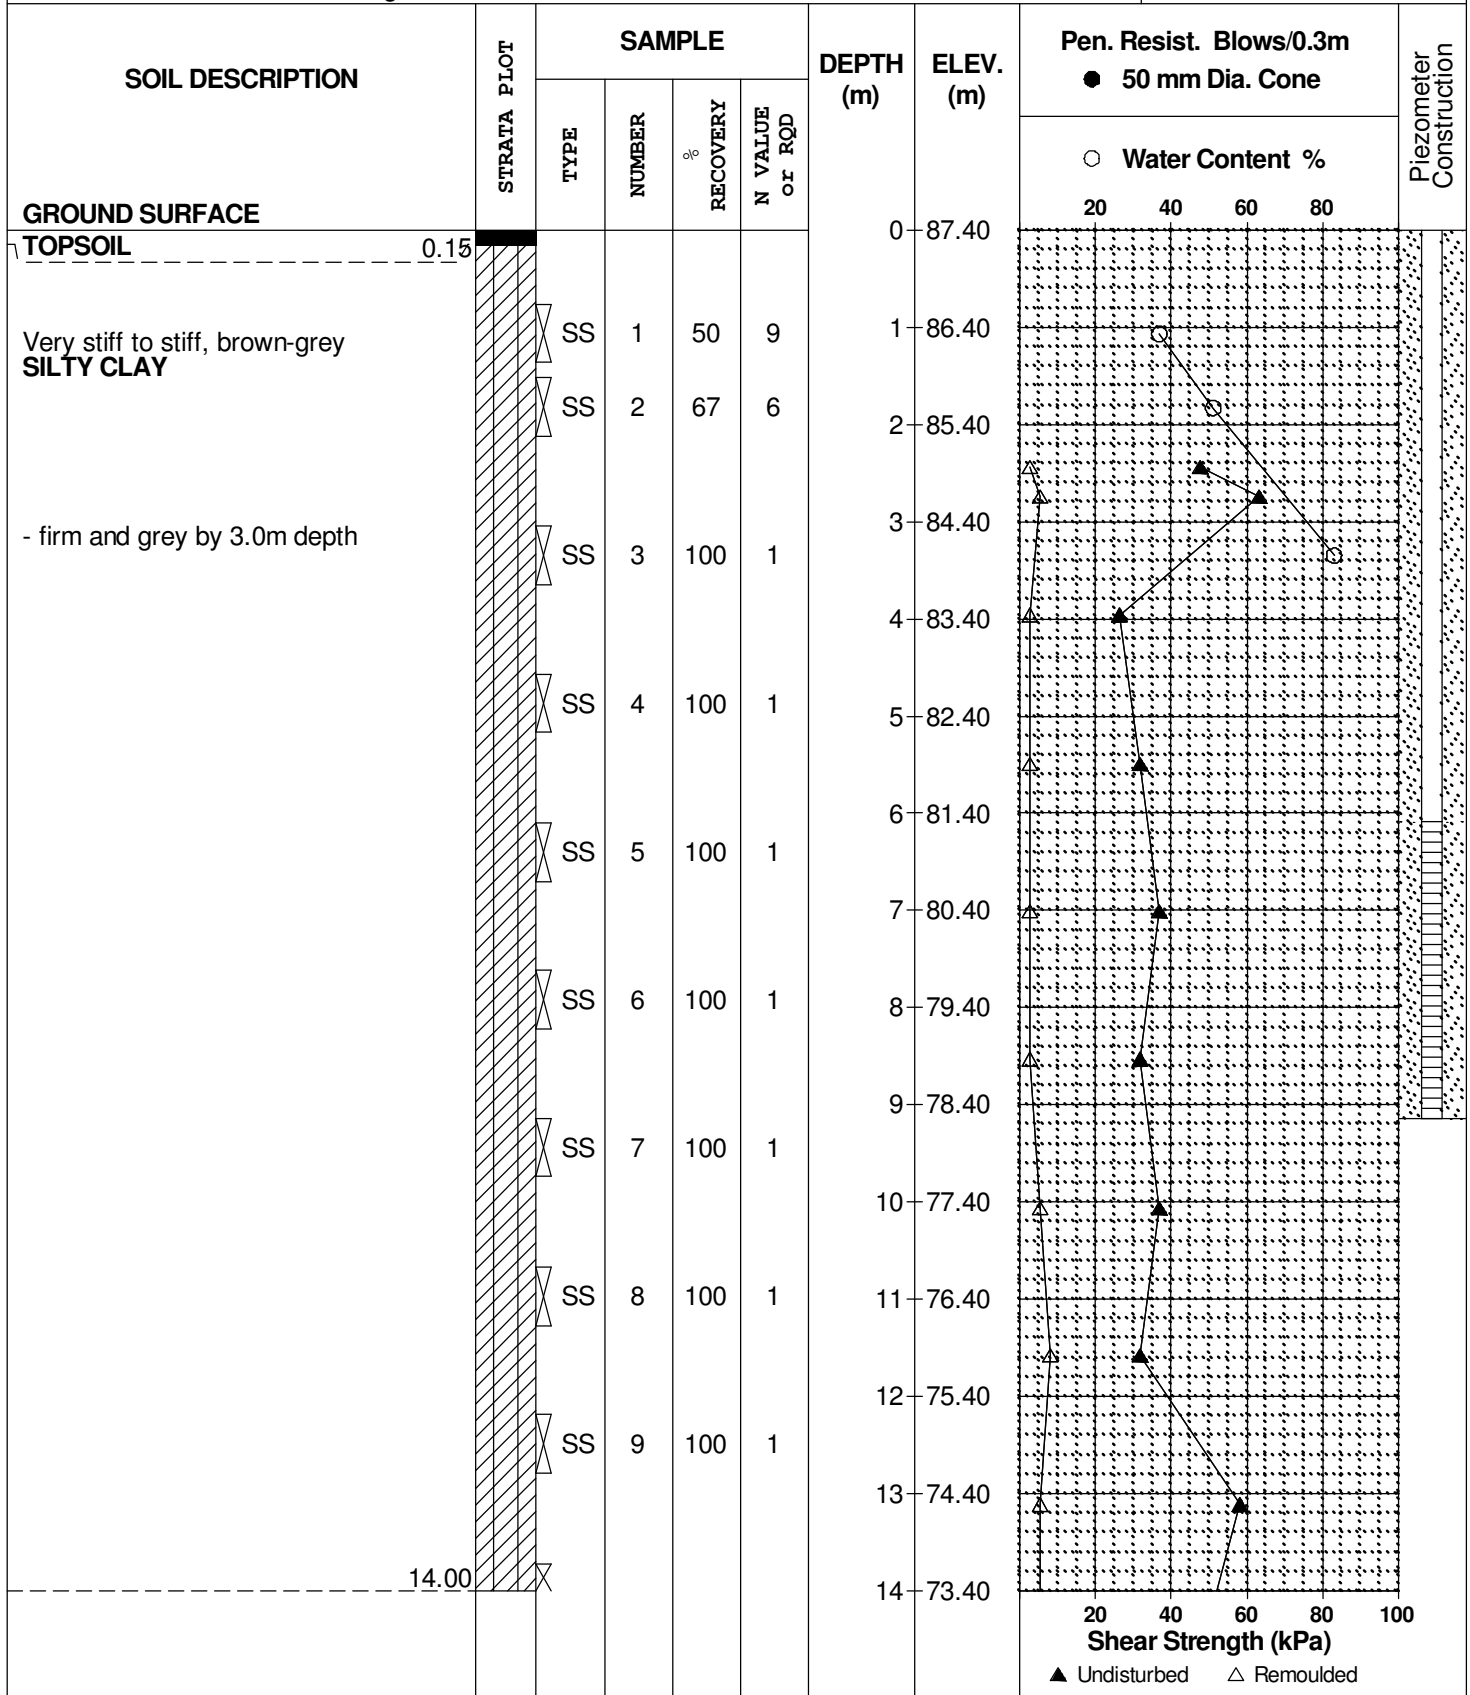 SOIL DESCRIPTION
STRATA PLOT
SAMPLE
TYPE
NUMBER
%
RECOVERY
N VALUE
or RQD
DEPTH
(m)
ELEV.
(m)
Pen. Resist. Blows/0.3m
● 50 mm Dia. Cone
○ Water Content %
Piezometer
Construction
20 40 60 80
GROUND SURFACE
0 87.40
TOPSOIL 0.15
Very stiff to stiff, brown-grey
SILTY CLAY
SS 1 50 9
1 86.40
SS 2 67 6
2 85.40
3 84.40
- firm and grey by 3.0m depth
SS 3 100 1
4 83.40
SS 4 100 1
5 82.40
6 81.40
SS 5 100 1
7 80.40
SS 6 100 1
8 79.40
9 78.40
SS 7 100 1
10 77.40
SS 8 100 1
11 76.40
12 75.40
SS 9 100 1
13 74.40
14.00
14 73.40
20 40 60 80 100
Shear Strength (kPa)
▲ Undisturbed △ Remoulded